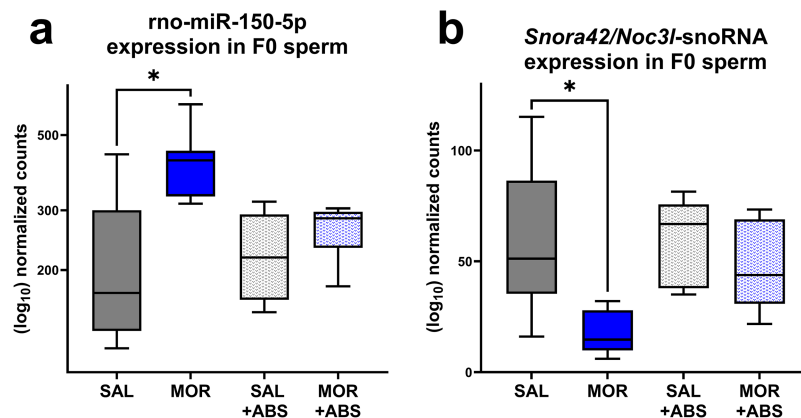 a
rno-miR-150-5p
expression in F0 sperm
*
(log10) normalized counts
500
300
200
SAL
MOR
SAL
+ABS
MOR
+ABS
b
Snora42/Noc3l-snoRNA
expression in F0 sperm
*
(log10) normalized counts
100
50
0
SAL
MOR
SAL
+ABS
MOR
+ABS